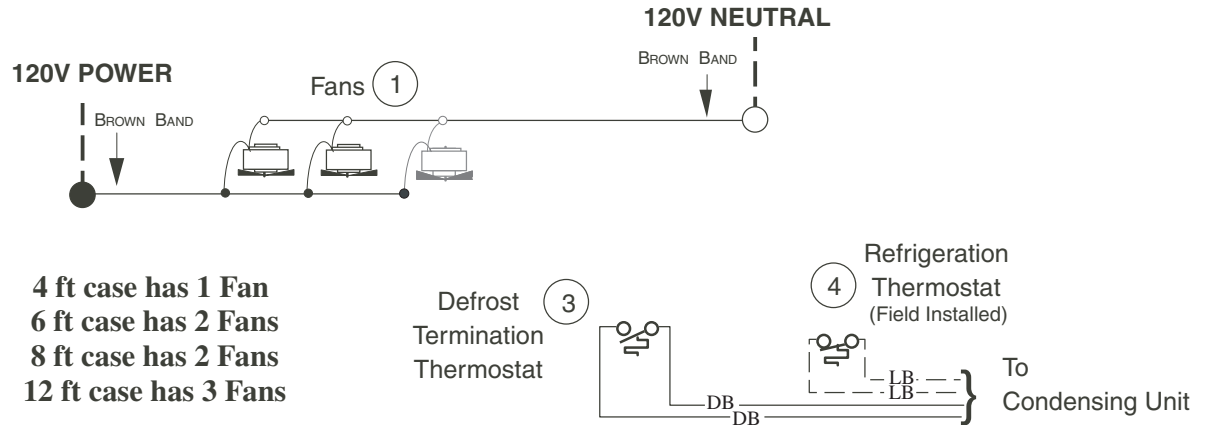 120V NEUTRAL
BROWN BAND
120V POWER
Fans 1
BROWN BAND
4 ft case has 1 Fan
6 ft case has 2 Fans
8 ft case has 2 Fans
12 ft case has 3 Fans
Defrost
Termination
Thermostat
3
4
Refrigeration
Thermostat
(Field Installed)
LB
LB
DB
DB
To
Condensing Unit